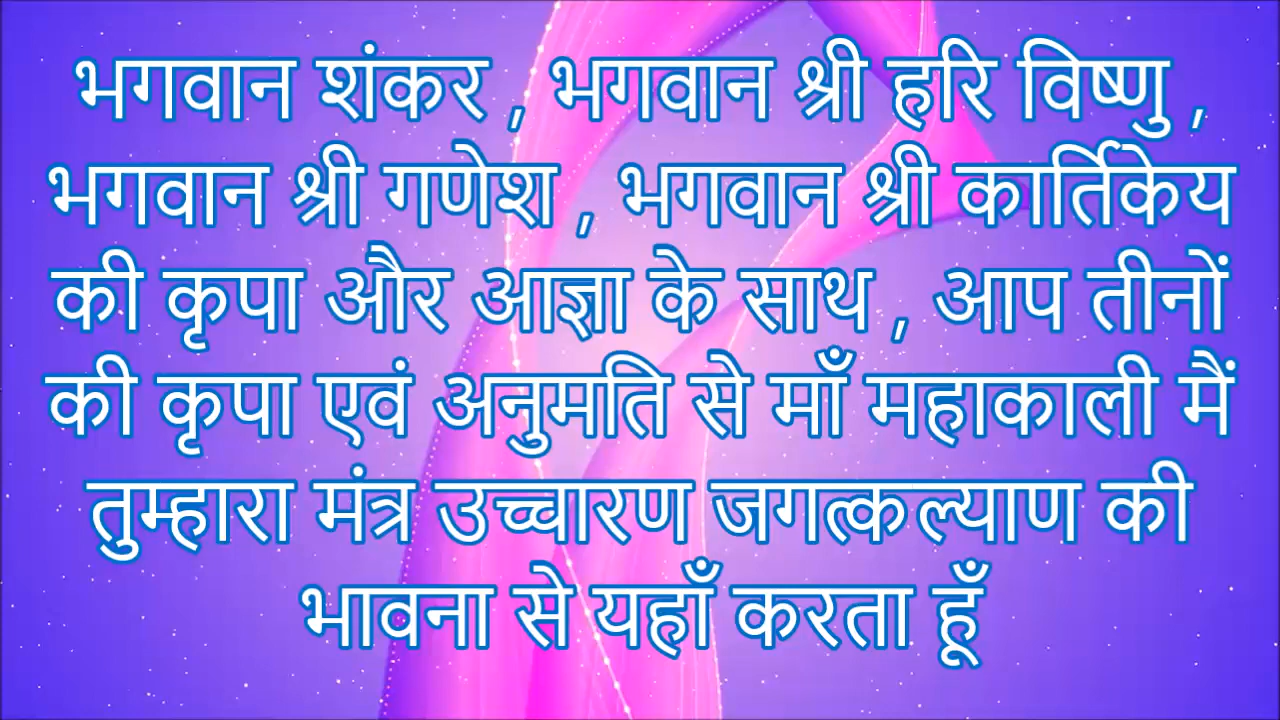 भगवान शंकर , भगवान श्री हरि विष्णु ,
भगवान श्री गणेश , भगवान श्री कार्तिकेय
की कृपा और आज्ञा के साथ , आप तीनों
की कृपा एवं अनुमति से माँ महाकाली मैं
तुम्हारा मंत्र उच्चारण जगत्कल्याण की
भावना से यहाँ करता हूँ